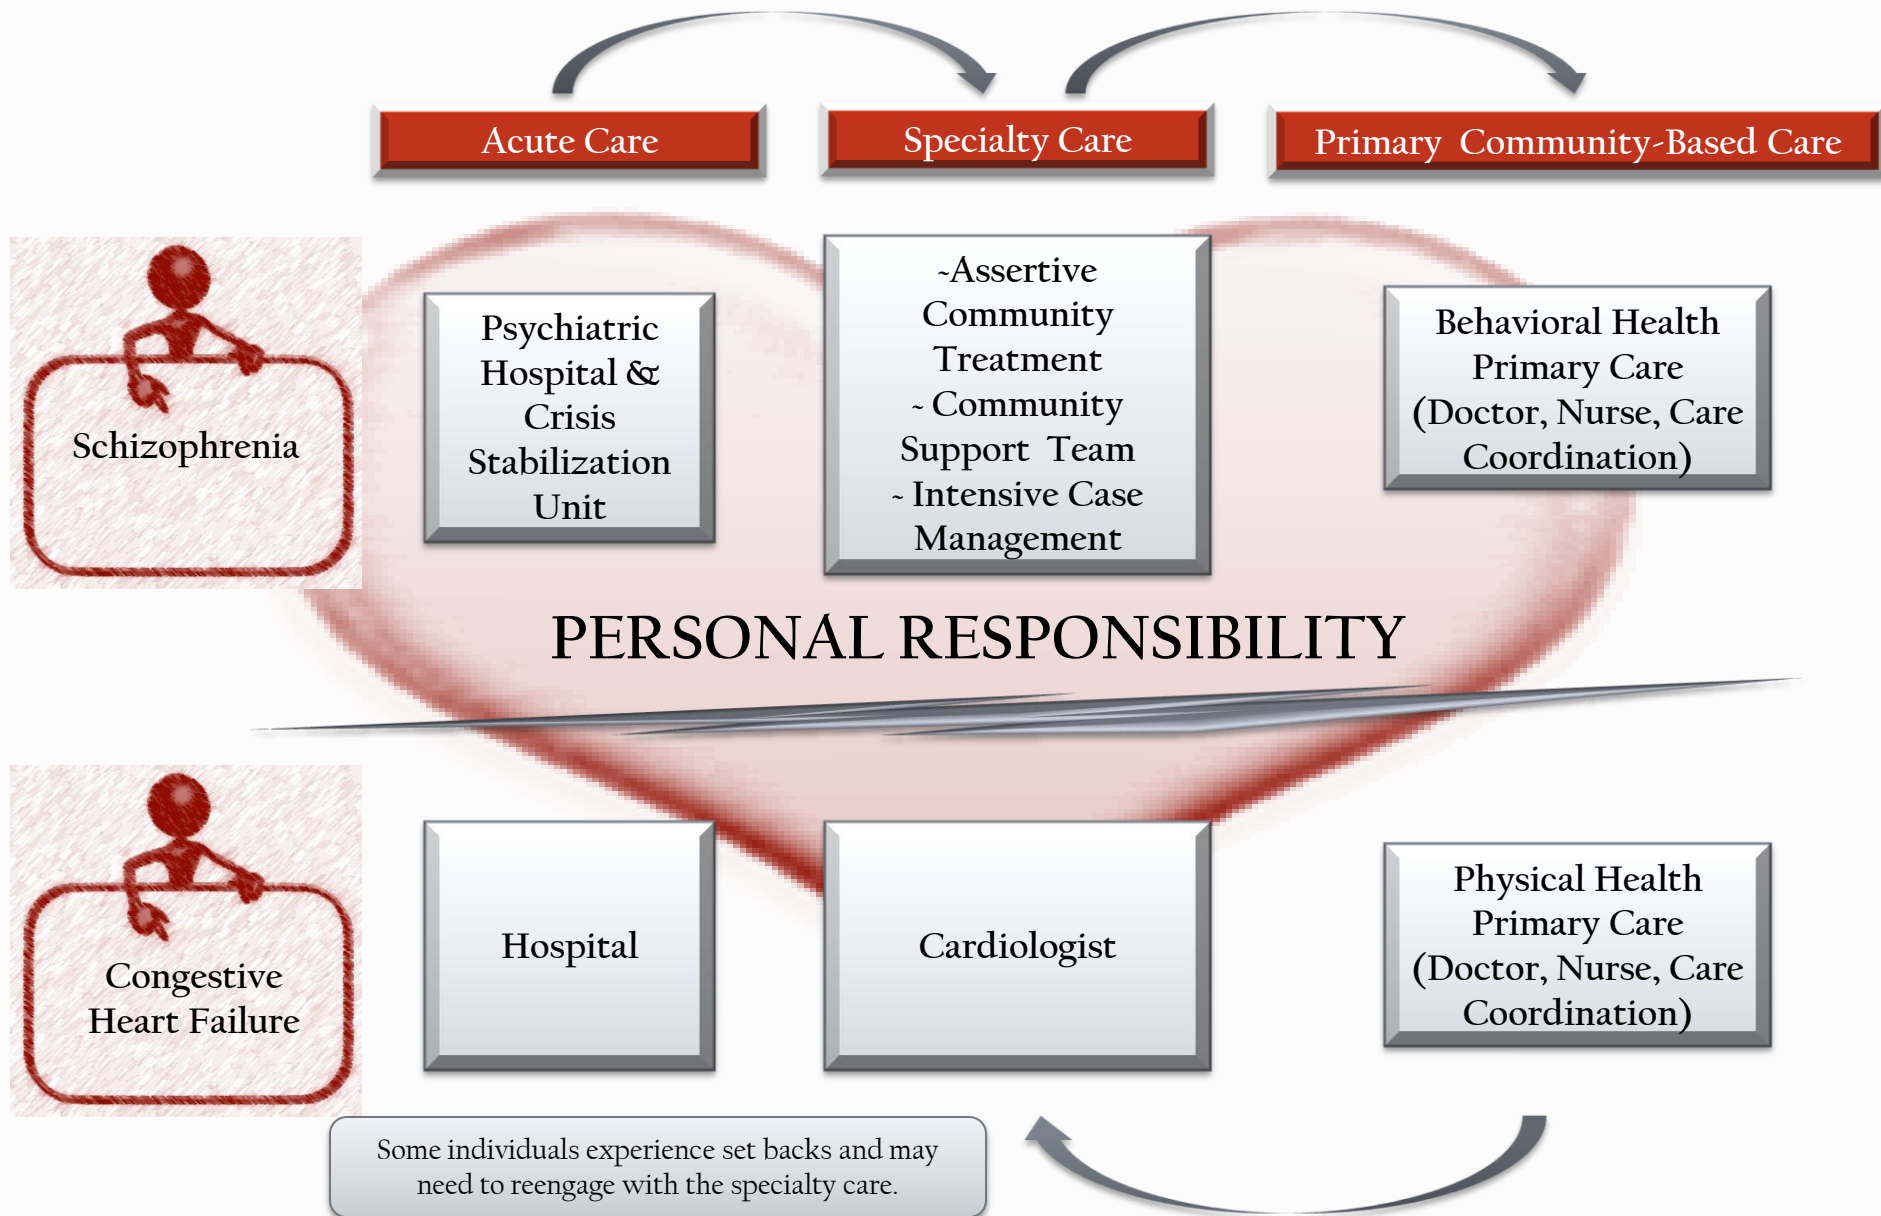 Acute Care
Specialty Care
Primary Community-Based Care
Schizophrenia
Psychiatric
Hospital &
Crisis
Stabilization
Unit
~Assertive
Community
Treatment
~ Community
Support Team
~ Intensive Case
Management
Behavioral Health
Primary Care
(Doctor, Nurse, Care
Coordination)
PERSONAL RESPONSIBILITY
Congestive
Heart Failure
Hospital
Cardiologist
Physical Health
Primary Care
(Doctor, Nurse, Care
Coordination)
Some individuals experience set backs and may
need to reengage with the specialty care.